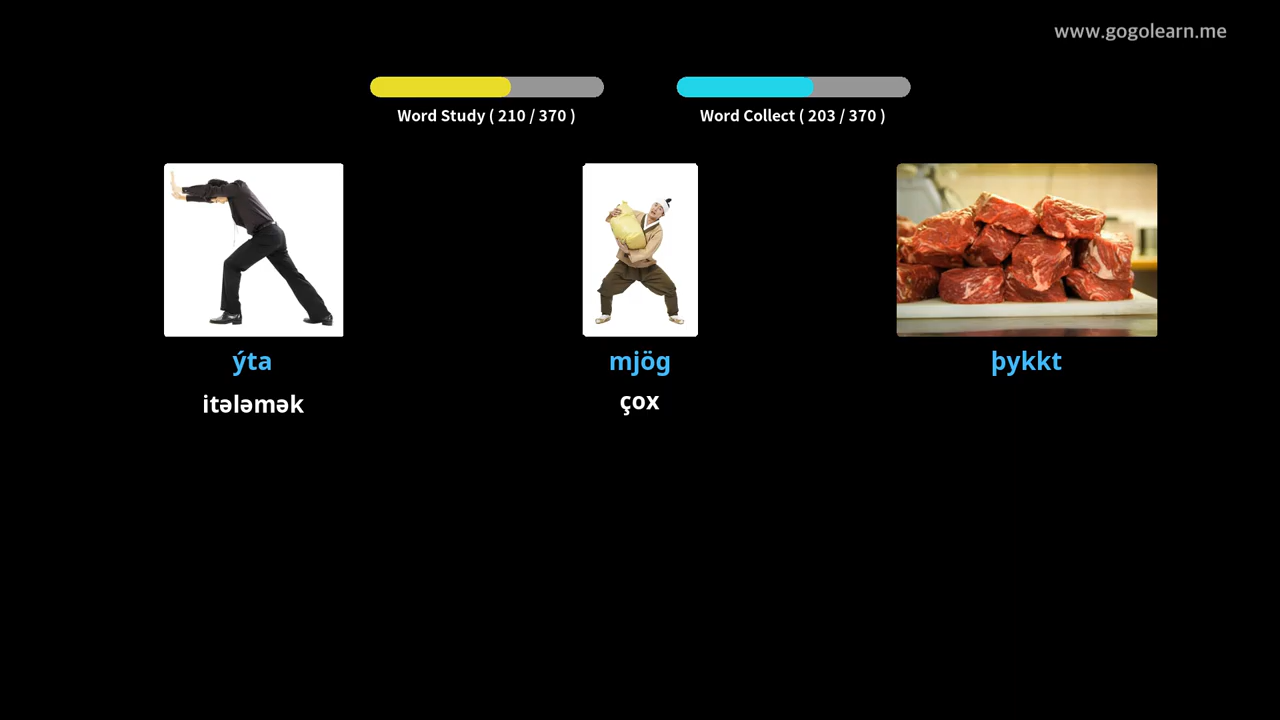 www.gogolearn.me
Word Study ( 210 / 370 )
Word Collect ( 203 / 370 )
ýta
mjög
þykkt
itələmək
çox